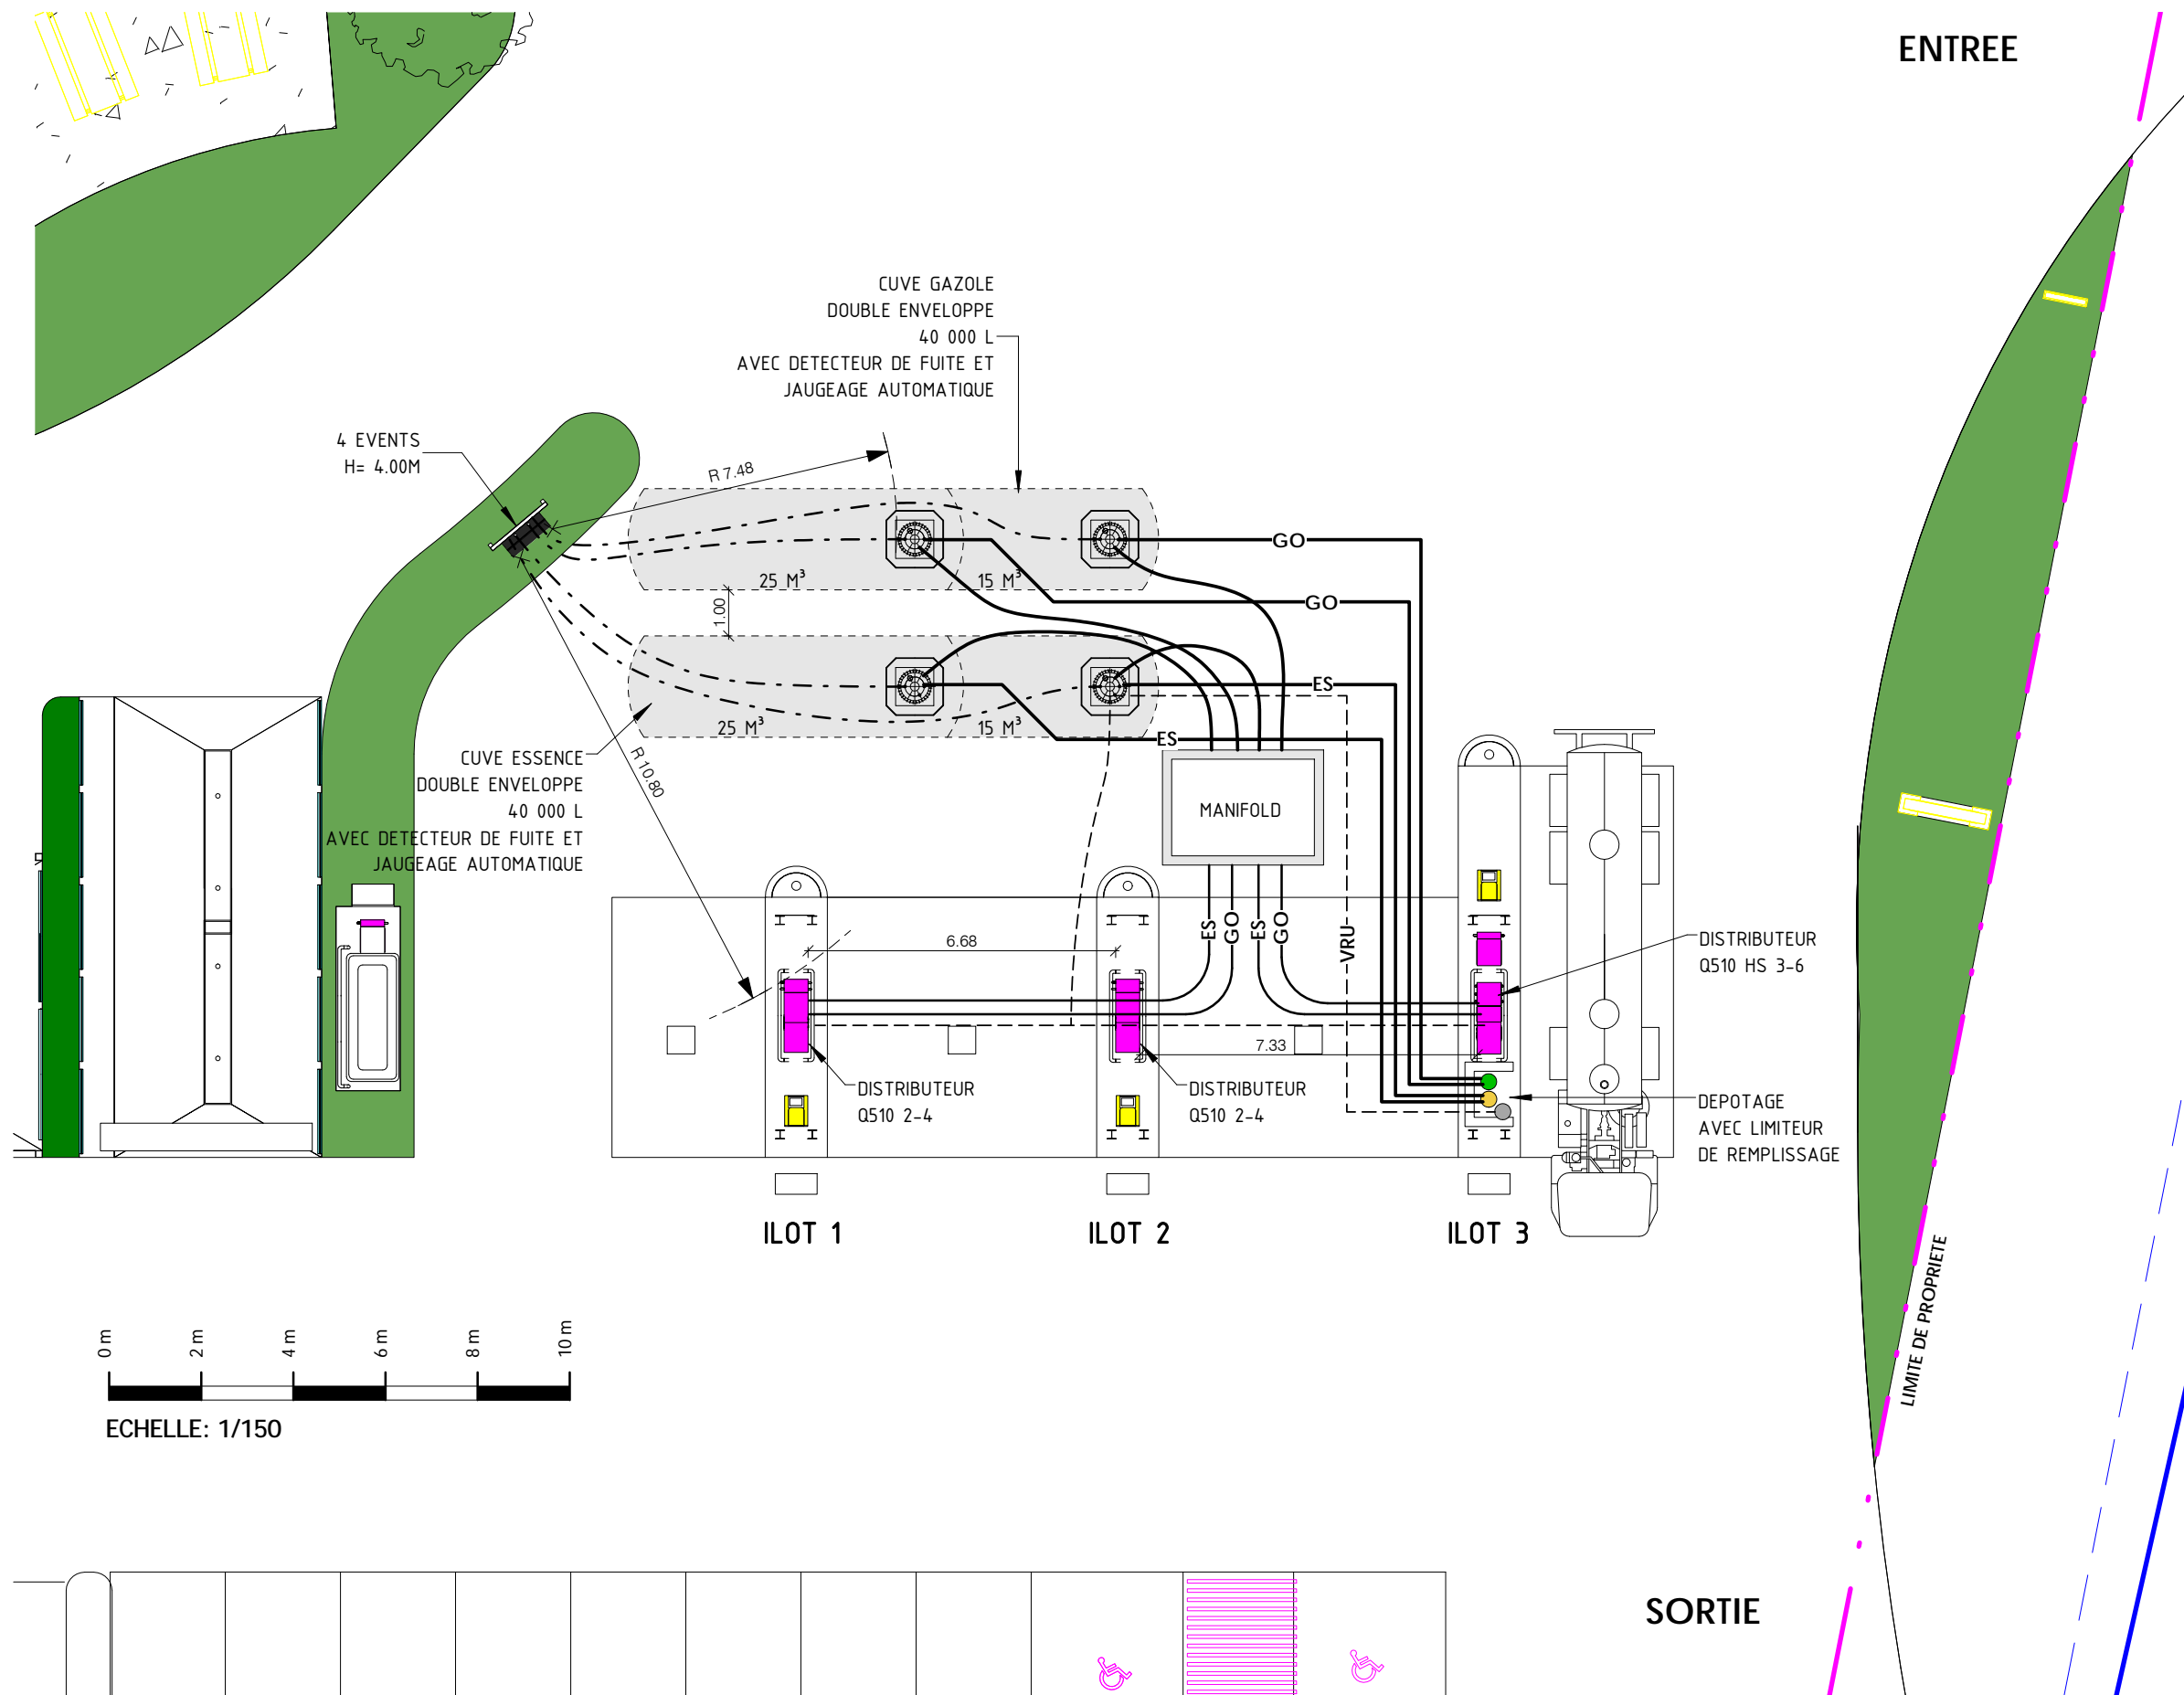 ENTREE
CUVE GAZOLE
DOUBLE ENVELOPPE
40 000 L
AVEC DETECTEUR DE FUITE ET
JAUGEAGE AUTOMATIQUE
4 EVENTS
H= 4.00M
R 7.48
GO
25 M³
15 M³
GO
1.00
ES
25 M³
15 M³
ES
CUVE ESSENCE
DOUBLE ENVELOPPE
40 000 L
AVEC DETECTEUR DE FUITE ET
JAUGEAGE AUTOMATIQUE
R 10.80
MANIFOLD
ES
GO
ES
GO
VRU
6.68
DISTRIBUTEUR
Q510 HS 3-6
7.33
DISTRIBUTEUR
Q510 2-4
DISTRIBUTEUR
Q510 2-4
DEPOTAGE
AVEC LIMITEUR
DE REMPLISSAGE
ILOT 1
ILOT 2
ILOT 3
LIMITE DE PROPRIETE
0 m
2 m
4 m
6 m
8 m
10 m
ECHELLE: 1/150
SORTIE